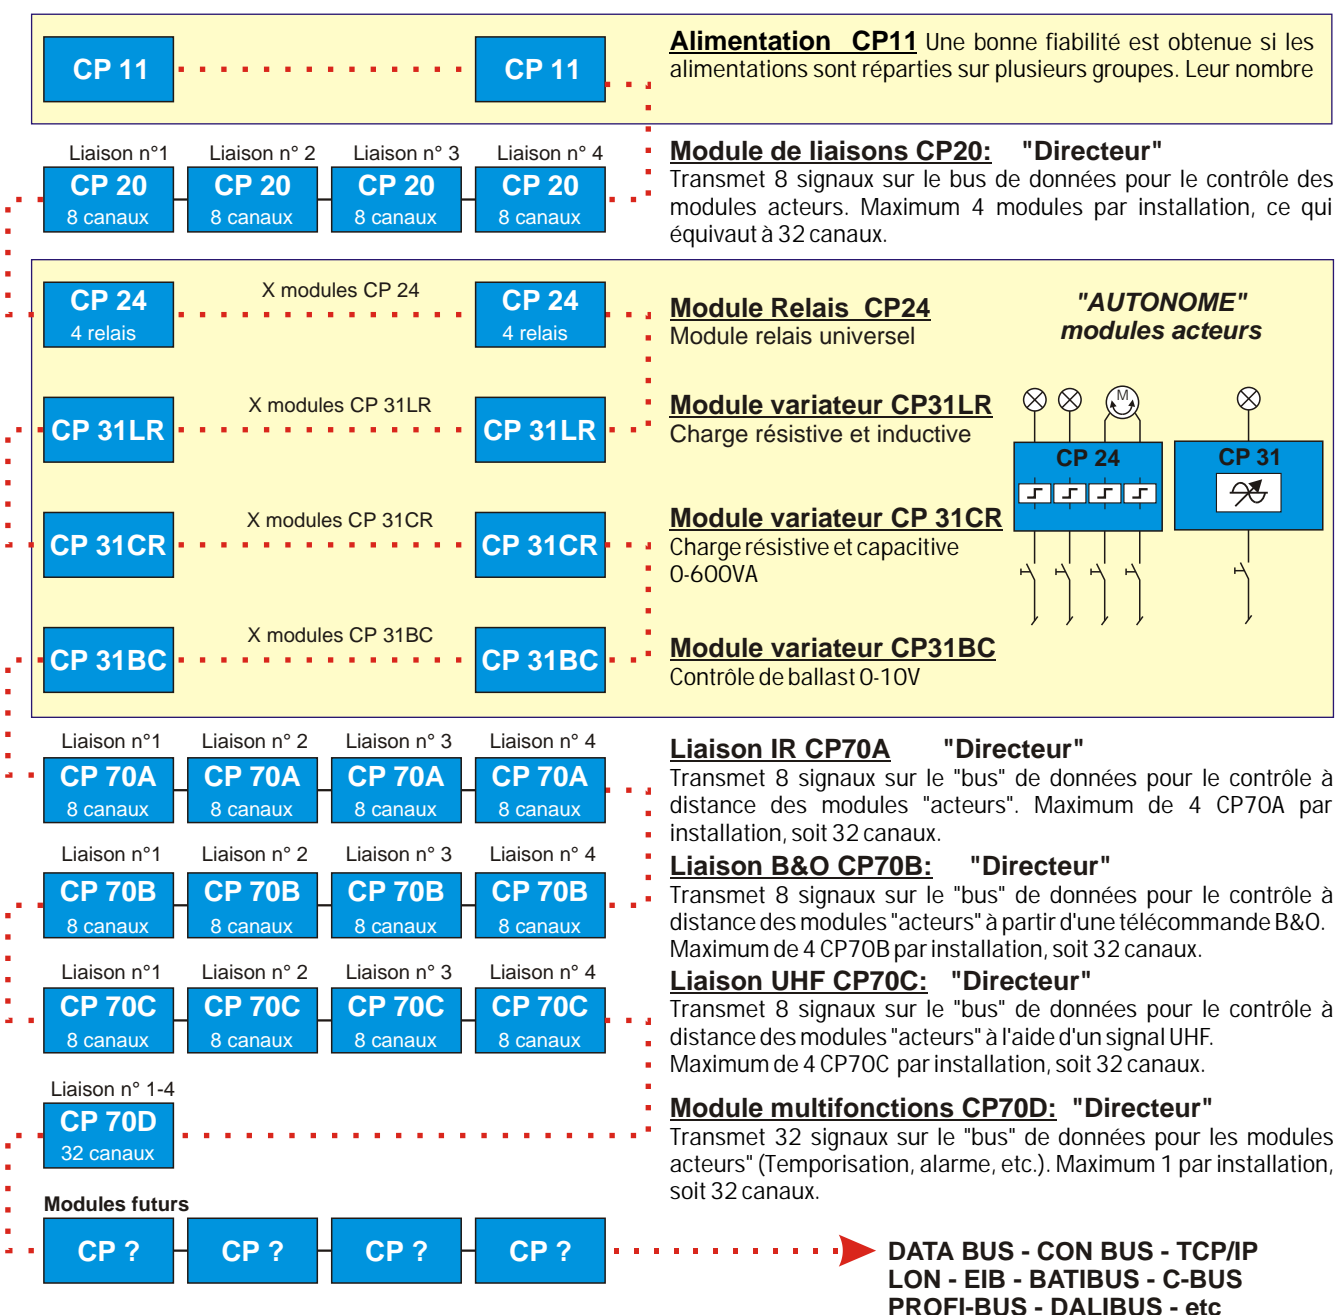 CP 11
CP 11
Alimentation CP11 Une bonne fiabilité est obtenue si les
alimentations sont réparties sur plusieurs groupes. Leur nombre
Liaison n°1
Liaison n° 2
Liaison n° 3
Liaison n° 4
CP 20
8 canaux
CP 20
8 canaux
CP 20
8 canaux
CP 20
8 canaux
Module de liaisons CP20: "Directeur"
Transmet 8 signaux sur le bus de données pour le contrôle des
modules acteurs. Maximum 4 modules par installation, ce qui
équivaut à 32 canaux.
CP 24
4 relais
X modules CP 24
CP 24
4 relais
Module Relais CP24
Module relais universel
"AUTONOME"
modules acteurs
CP 31LR
X modules CP 31LR
CP 31LR
Module variateur CP31LR
Charge résistive et inductive
M
CP 24
CP 31
CP 31CR
X modules CP 31CR
CP 31CR
Module variateur CP 31CR
Charge résistive et capacitive
0-600VA
CP 31BC
X modules CP 31BC
CP 31BC
Module variateur CP31BC
Contrôle de ballast 0-10V
Liaison n°1
Liaison n° 2
Liaison n° 3
Liaison n° 4
CP 70A
8 canaux
CP 70A
8 canaux
CP 70A
8 canaux
CP 70A
8 canaux
Liaison IR CP70A "Directeur"
Transmet 8 signaux sur le "bus" de données pour le contrôle à
distance des modules "acteurs". Maximum de 4 CP70A par
installation, soit 32 canaux.
Liaison n°1
Liaison n° 2
Liaison n° 3
Liaison n° 4
CP 70B
8 canaux
CP 70B
8 canaux
CP 70B
8 canaux
CP 70B
8 canaux
Liaison B&O CP70B: "Directeur"
Transmet 8 signaux sur le "bus" de données pour le contrôle à
distance des modules "acteurs" à partir d'une télécommande B&O.
Maximum de 4 CP70B par installation, soit 32 canaux.
Liaison n°1
Liaison n° 2
Liaison n° 3
Liaison n° 4
CP 70C
8 canaux
CP 70C
8 canaux
CP 70C
8 canaux
CP 70C
8 canaux
Liaison UHF CP70C: "Directeur"
Transmet 8 signaux sur le "bus" de données pour le contrôle à
distance des modules "acteurs" à l'aide d'un signal UHF.
Maximum de 4 CP70C par installation, soit 32 canaux.
Liaison n° 1-4
CP 70D
32 canaux
Module multifonctions CP70D: "Directeur"
Transmet 32 signaux sur le "bus" de données pour les modules
acteurs" (Temporisation, alarme, etc.). Maximum 1 par installation,
soit 32 canaux.
Modules futurs
CP ?
CP ?
CP ?
CP ?
DATA BUS - CON BUS - TCP/IP
LON - EIB - BATIBUS - C-BUS
PROFI-BUS - DALIBUS - etc